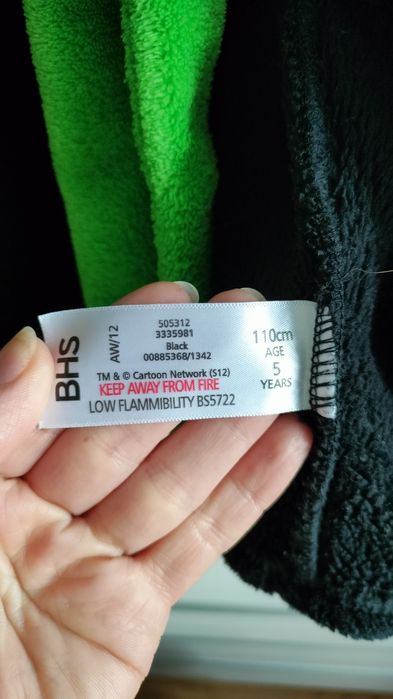 BHS
AW/12
505312
3335981
Black
00885368/1342
TM & © Cartoon Network (S12)
KEEP AWAY FROM FIRE
LOW FLAMMIBILITY BS5722
110cm
AGE
5
YEARS